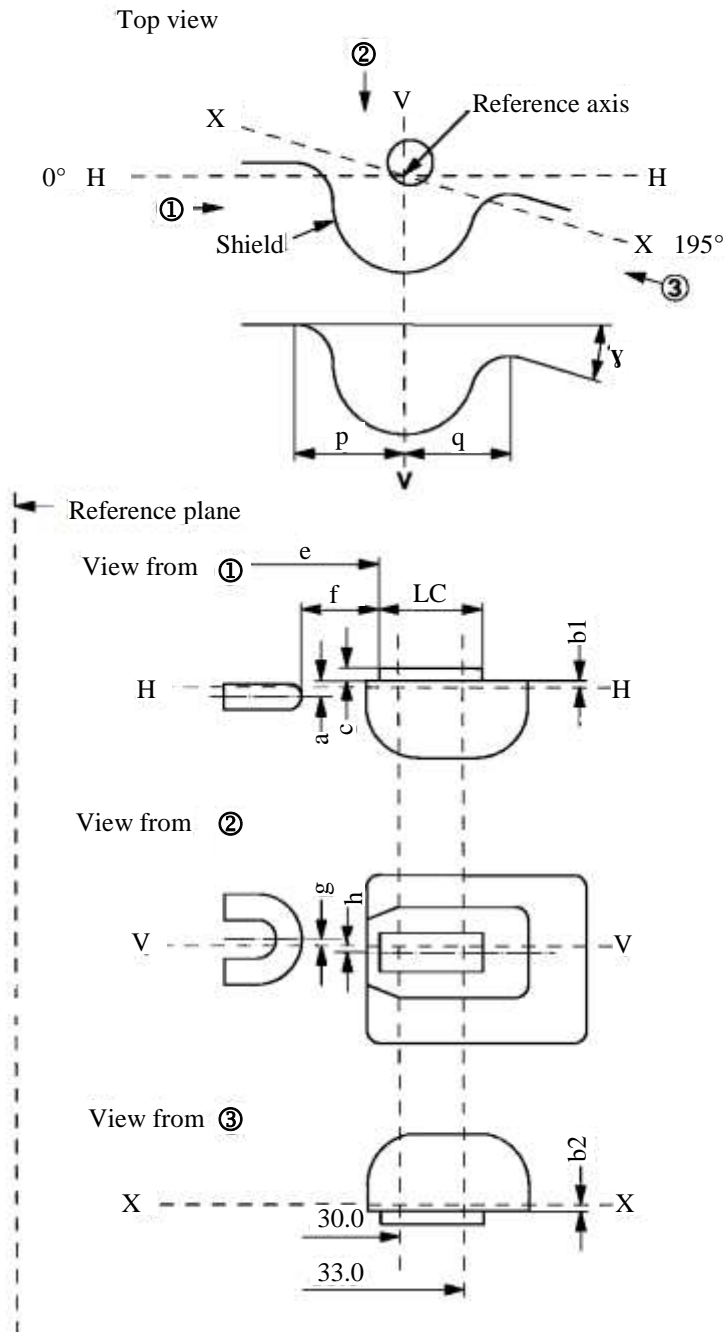 Top view
②
V
Reference axis
X
0° H
H
①
Shield
X 195°
③
ɣ
p
q
V
Reference plane
View from ①
e
f
LC
b1
H
H
a
c
View from ②
g
h
V
V
View from ③
b2
X
X
30.0
33.0